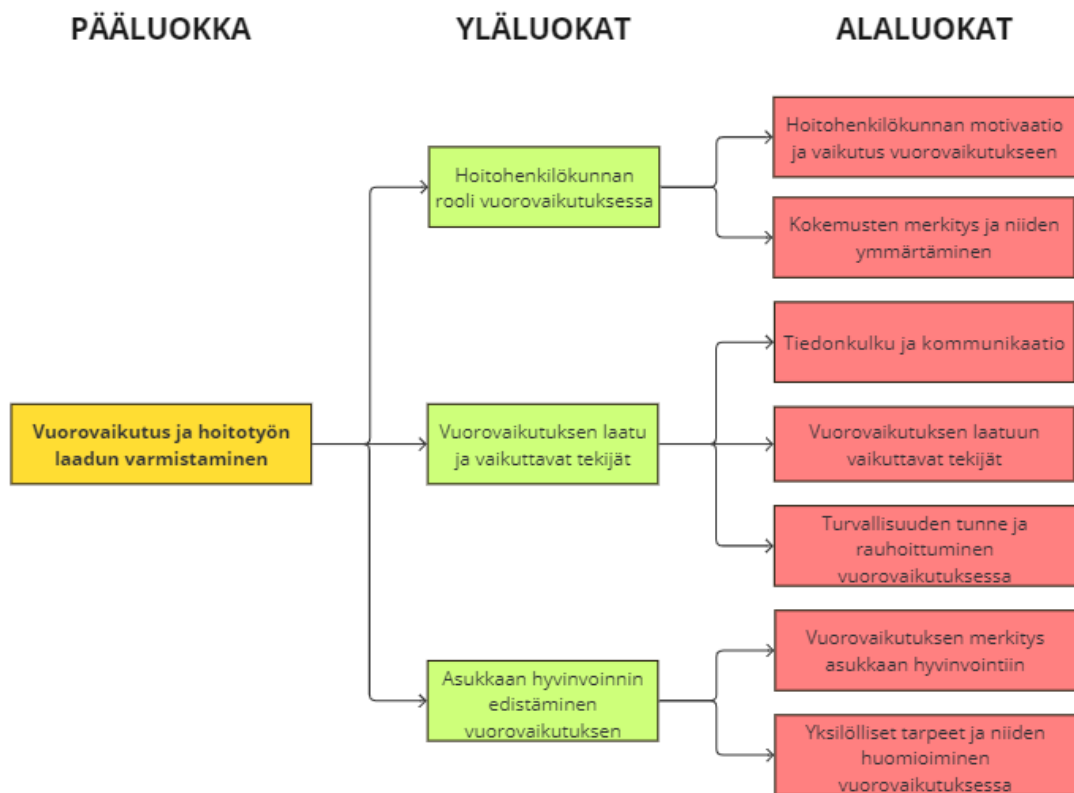 PÄÄLUOKKA
YLÄLUOKAT
ALALUOKAT
Vuorovaikutus ja hoitotyön
laadun varmistaminen
Hoitohenkilökunnan
rooli vuorovaikutuksessa
Hoitohenkilökunnan motivaatio
ja vaikutus vuorovaikutukseen
Kokemusten merkitys ja niiden
ymmärtäminen
Vuorovaikutuksen laatu
ja vaikuttavat tekijät
Tiedonkulku ja kommunikaatio
Vuorovaikutuksen laatuun
vaikuttavat tekijät
Turvallisuuden tunne ja
rauhoittuminen
vuorovaikutuksessa
Asukkaan hyvinvoinnin
edistäminen
vuorovaikutuksen
Vuorovaikutuksen merkitys
asukkaan hyvinvointiin
Yksilölliset tarpeet ja niiden
huomioiminen
vuorovaikutuksessa